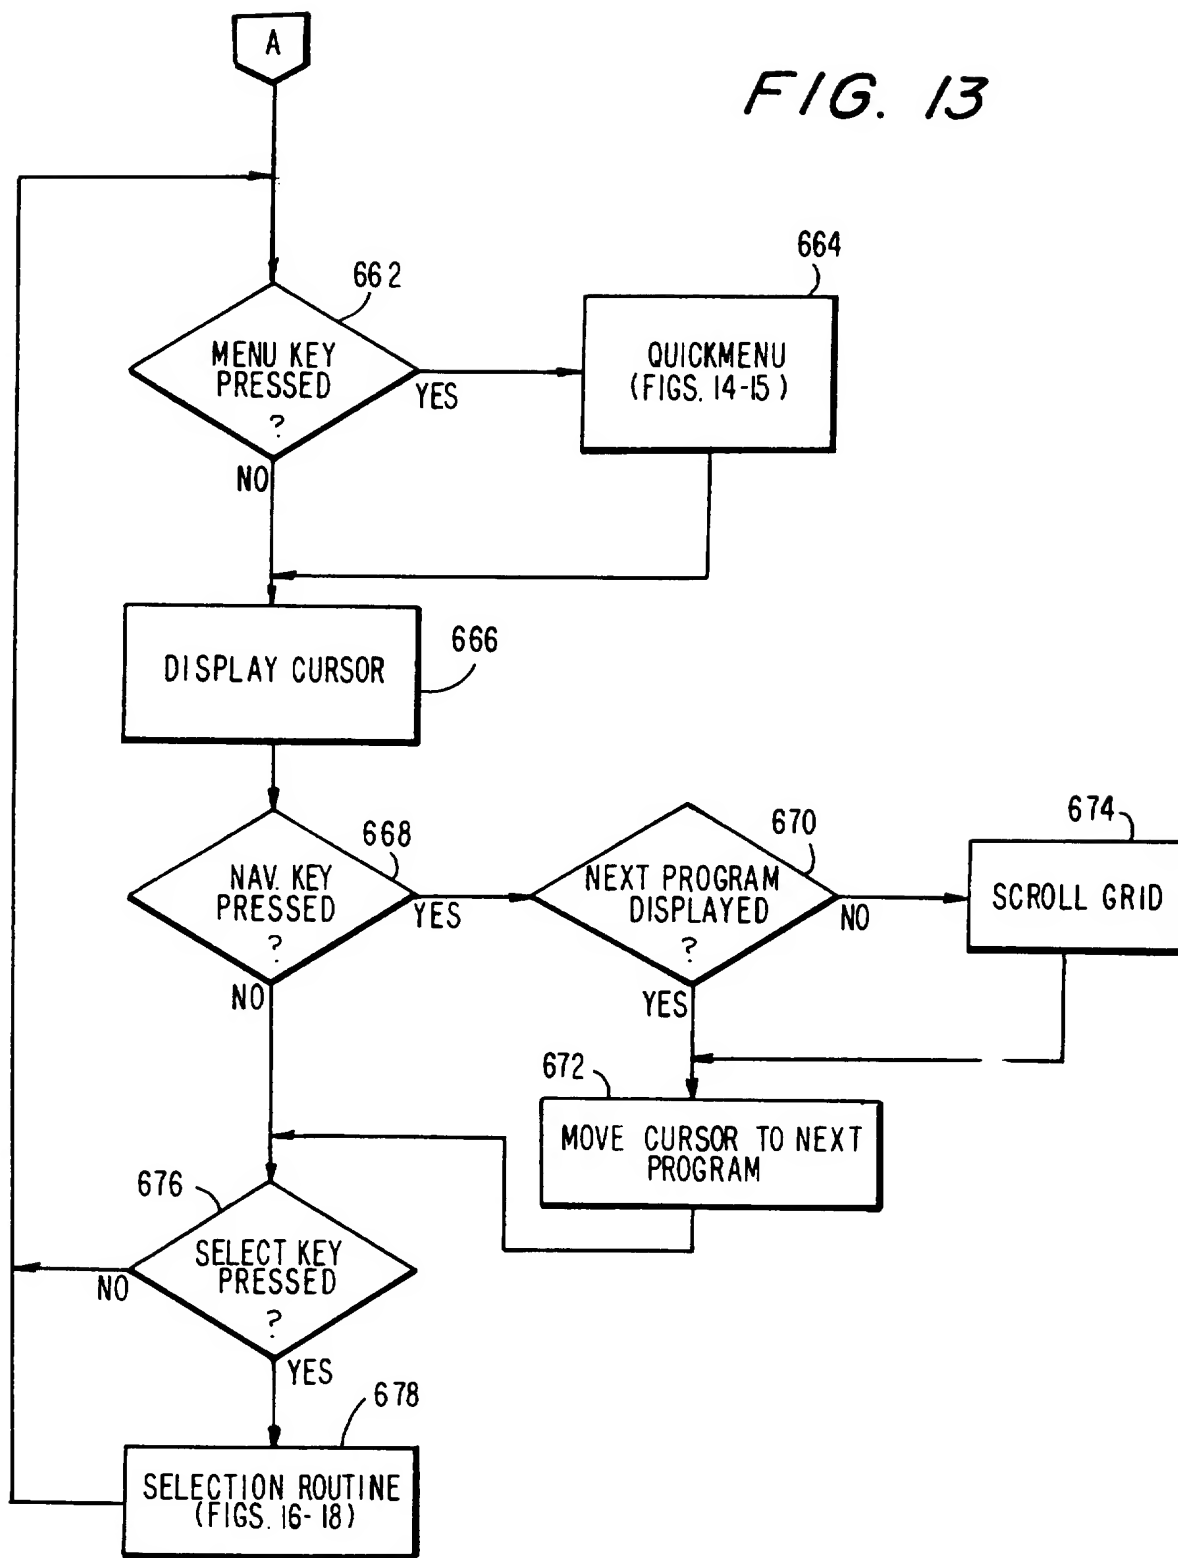 A
FIG. 13
662
MENU KEY
PRESSED
?
YES
NO
664
QUICKMENU
(FIGS. 14-15)
666
DISPLAY CURSOR
668
NAV. KEY
PRESSED
?
YES
NO
670
NEXT PROGRAM
DISPLAYED
?
NO
YES
674
SCROLL GRID
672
MOVE CURSOR TO NEXT
PROGRAM
676
SELECT KEY
PRESSED
?
NO
YES
678
SELECTION ROUTINE
(FIGS. 16-18)